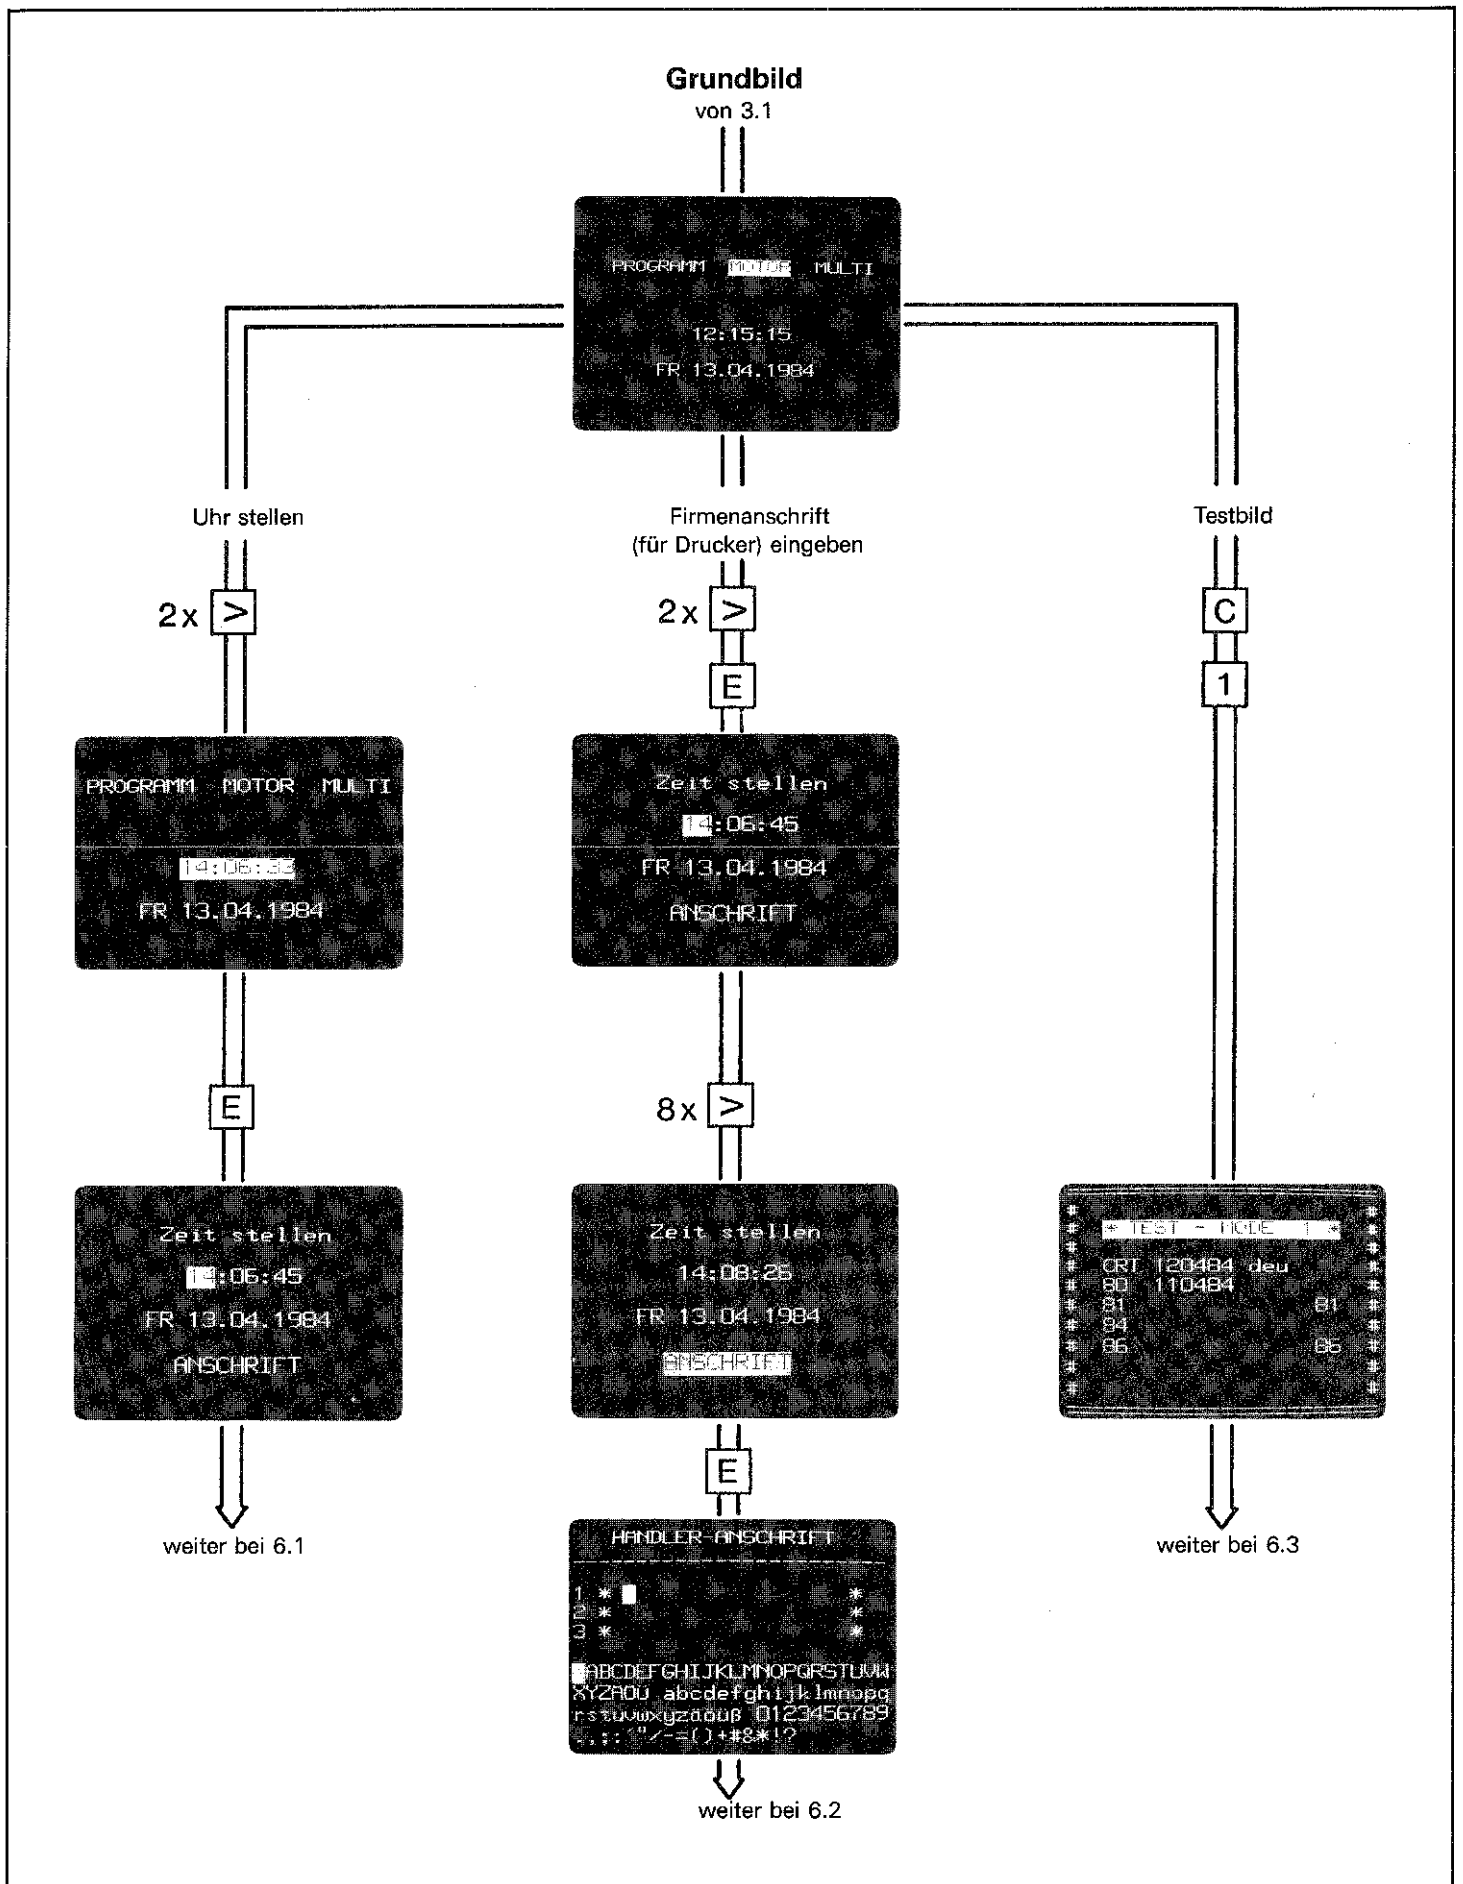 Grundbild
von 3.1
PROGRAMM MOTOR MULTI
12:15:15
FR 13.04.1984
Uhr stellen
2x >
PROGRAMM MOTOR MULTI
14:06:33
FR 13.04.1984
E
Zeit stellen
14:06:45
FR 13.04.1984
ANSCHRIFT
weiter bei 6.1
Firmenanschrift
(für Drucker) eingeben
2x >
E
Zeit stellen
14:06:45
FR 13.04.1984
ANSCHRIFT
8x >
Zeit stellen
14:08:26
FR 13.04.1984
ANSCHRIFT
E
HÄNDLER-ANSCHRIFT
1 * *
2 * *
3 * *
ABCDEFGHIJKLMNOPQRSTUVW
XYZÄÖÜ abcdefghijklmnopq
rstuvwxyzäöüß 0123456789
.,;:'"/-=()+#&*!?
weiter bei 6.2
Testbild
C
1
* TEST - MODE 1 *
# CRT 120484 deu #
# 80 110484 #
# 81 81 #
# 84 #
# 86 86 #
weiter bei 6.3